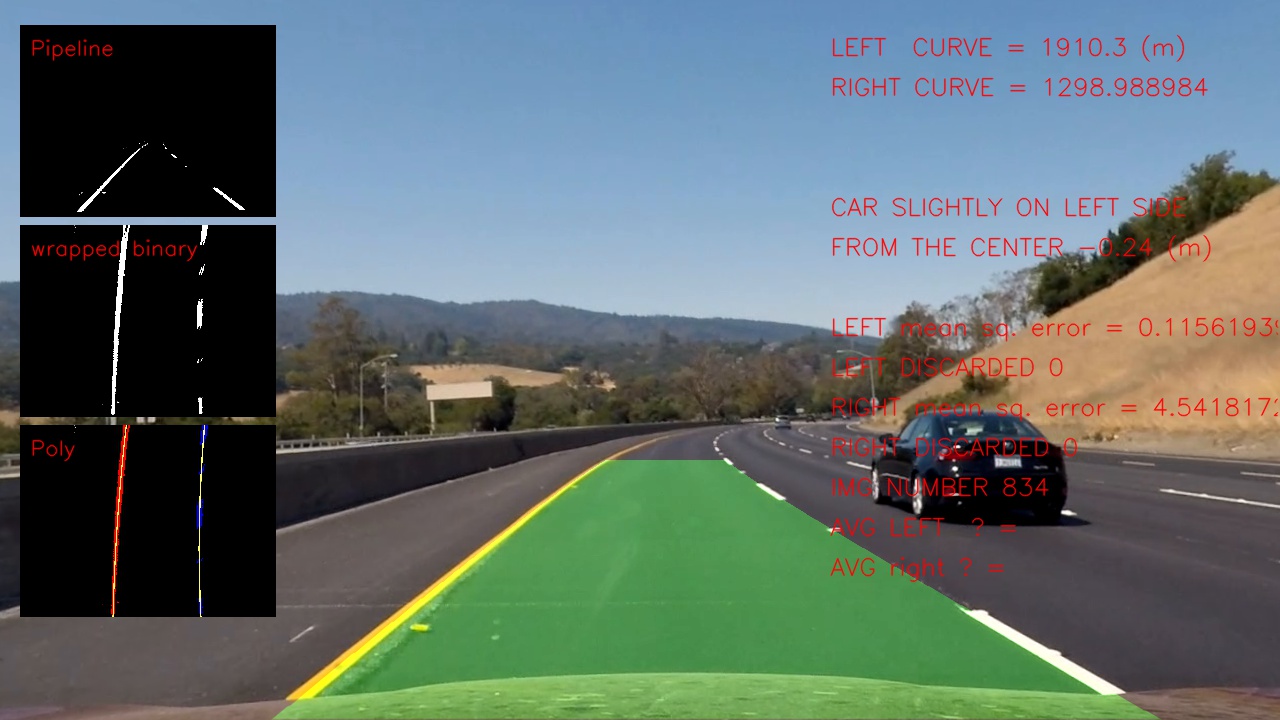 Pipeline
wrapped binary
Poly
LEFT CURVE = 1910.3 (m)
RIGHT CURVE = 1298.988984
CAR SLIGHTLY ON LEFT SIDE
FROM THE CENTER -0.24 (m)
LEFT mean sq. error = 0.1156193
LEFT DISCARDED 0
RIGHT mean sq. error = 4.541817
RIGHT DISCARDED 0
IMG NUMBER 834
AVG LEFT ? =
AVG right ? =